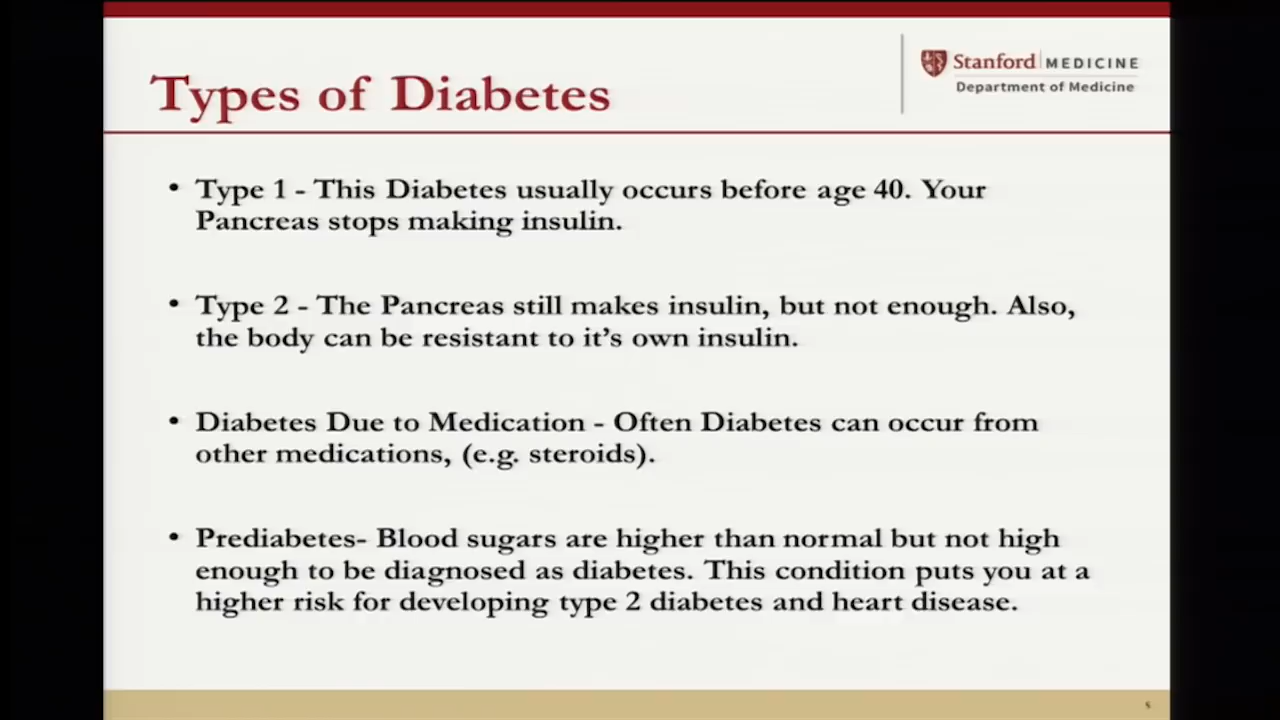 Types of Diabetes
Stanford MEDICINE
Department of Medicine
• Type 1 - This Diabetes usually occurs before age 40. Your
Pancreas stops making insulin.
• Type 2 - The Pancreas still makes insulin, but not enough. Also,
the body can be resistant to it’s own insulin.
• Diabetes Due to Medication - Often Diabetes can occur from
other medications, (e.g. steroids).
• Prediabetes- Blood sugars are higher than normal but not high
enough to be diagnosed as diabetes. This condition puts you at a
higher risk for developing type 2 diabetes and heart disease.